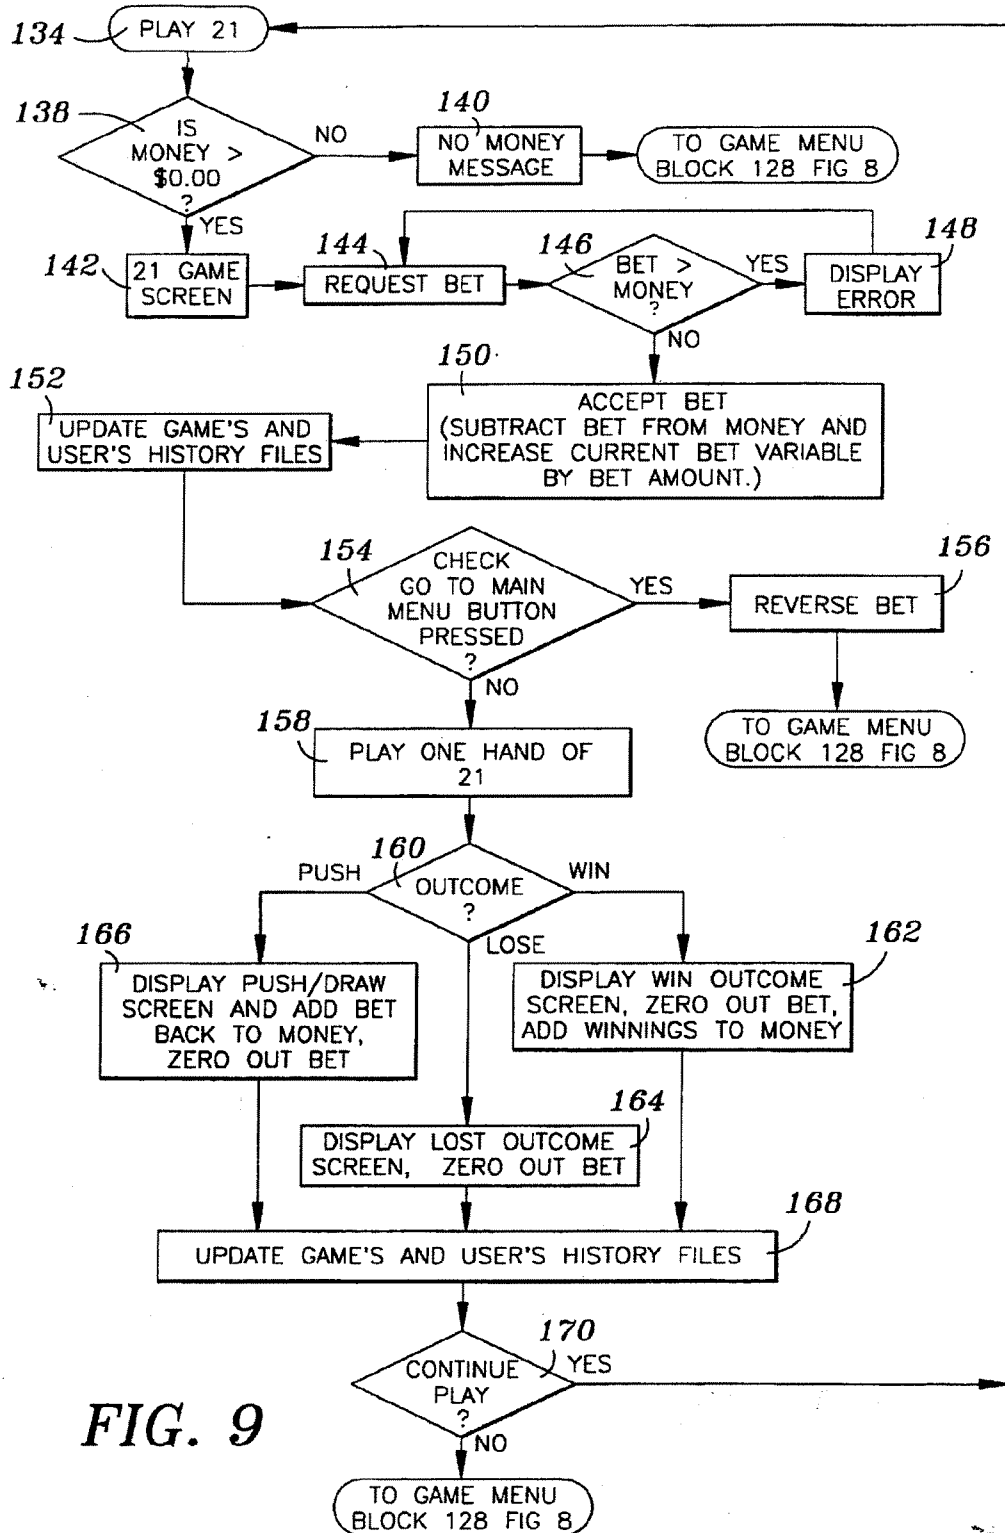 134
PLAY 21
138
IS
MONEY >
$0.00
?
NO
YES
140
NO MONEY
MESSAGE
TO GAME MENU
BLOCK 128 FIG 8
142
21 GAME
SCREEN
144
REQUEST BET
146
BET >
MONEY
?
YES
NO
148
DISPLAY
ERROR
150
ACCEPT BET
(SUBTRACT BET FROM MONEY AND
INCREASE CURRENT BET VARIABLE
BY BET AMOUNT.)
152
UPDATE GAME'S AND
USER'S HISTORY FILES
154
CHECK
GO TO MAIN
MENU BUTTON
PRESSED
?
YES
NO
156
REVERSE BET
TO GAME MENU
BLOCK 128 FIG 8
158
PLAY ONE HAND OF
21
160
OUTCOME
?
PUSH
WIN
LOSE
166
DISPLAY PUSH/DRAW
SCREEN AND ADD BET
BACK TO MONEY,
ZERO OUT BET
162
DISPLAY WIN OUTCOME
SCREEN, ZERO OUT BET,
ADD WINNINGS TO MONEY
164
DISPLAY LOST OUTCOME
SCREEN, ZERO OUT BET
168
UPDATE GAME'S AND USER'S HISTORY FILES
170
CONTINUE
PLAY
?
YES
NO
TO GAME MENU
BLOCK 128 FIG 8
FIG. 9